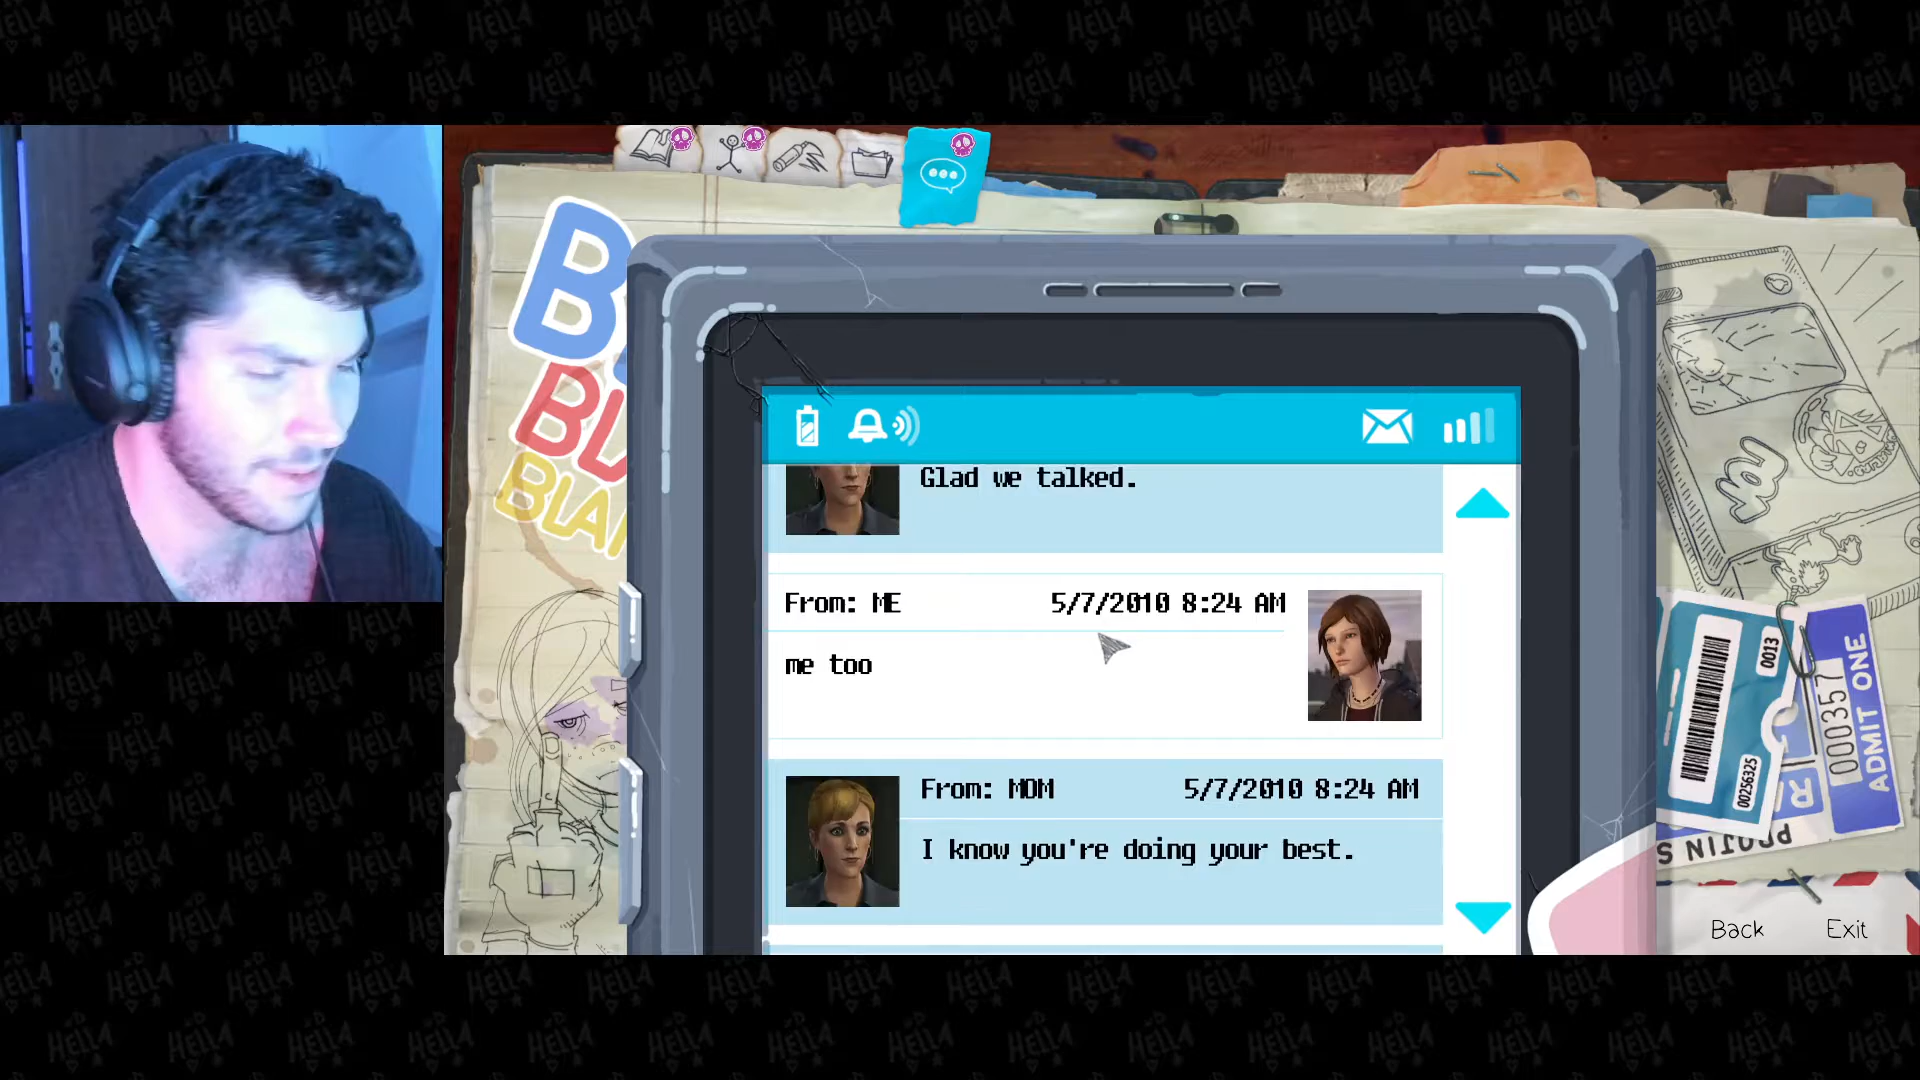 Glad we talked.
From: ME 5/7/2010 8:24 AM
me too
From: MOM 5/7/2010 8:24 AM
I know you're doing your best.
0013
00256325
000357
ADMIT ONE
Back Exit
HELLA